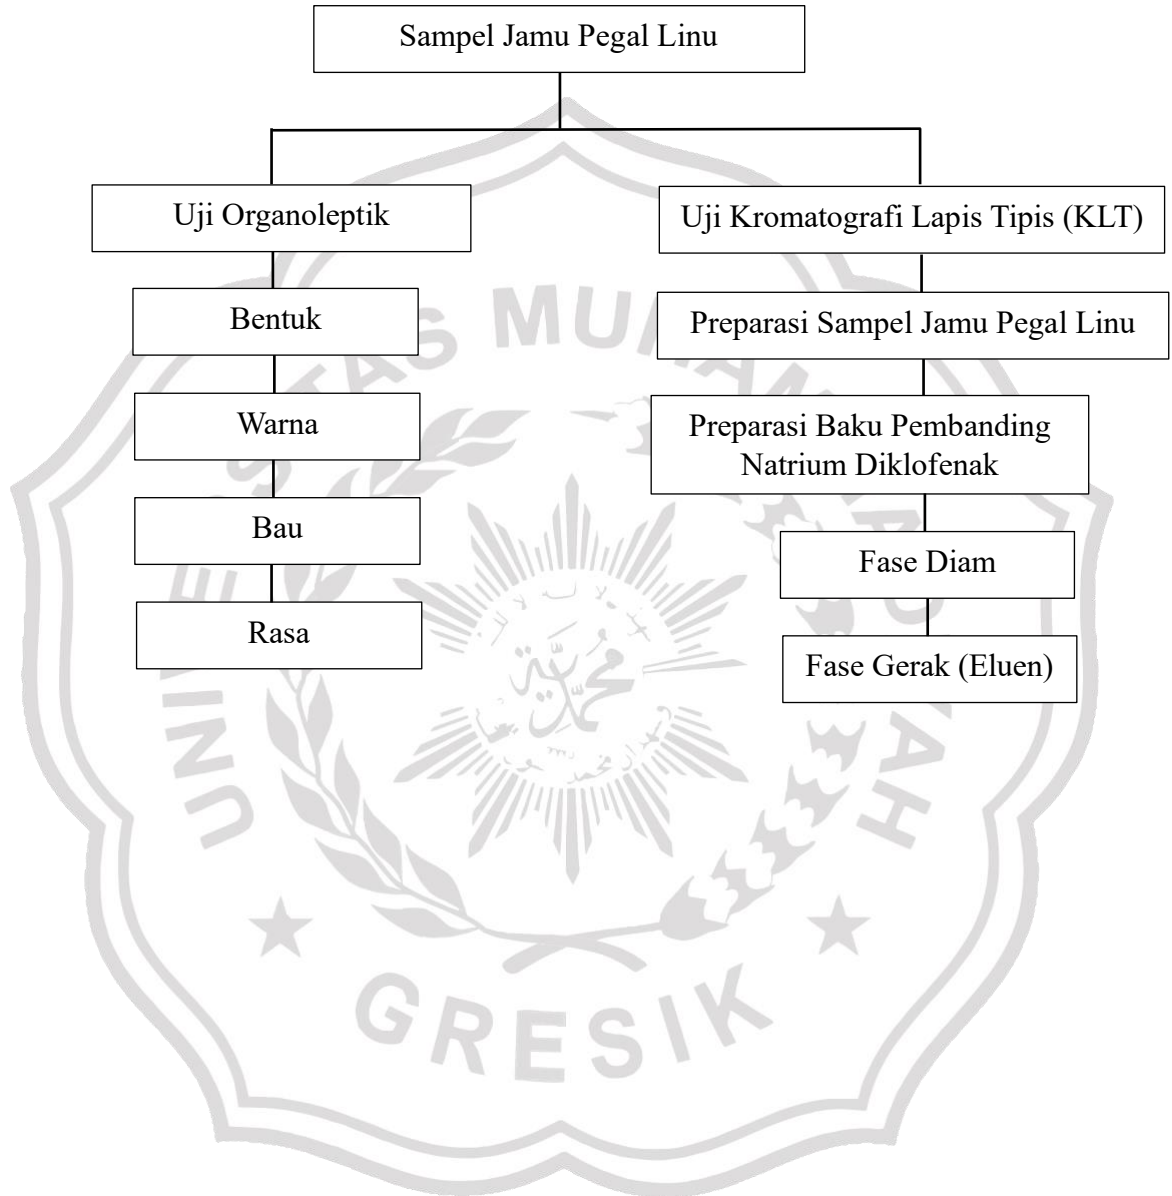 Sampel Jamu Pegal Linu
Uji Organoleptik
Bentuk
Warna
Bau
Rasa
Uji Kromatografi Lapis Tipis (KLT)
Preparasi Sampel Jamu Pegal Linu
Preparasi Baku Pembanding
Natrium Diklofenak
Fase Diam
Fase Gerak (Eluen)
GRESIK